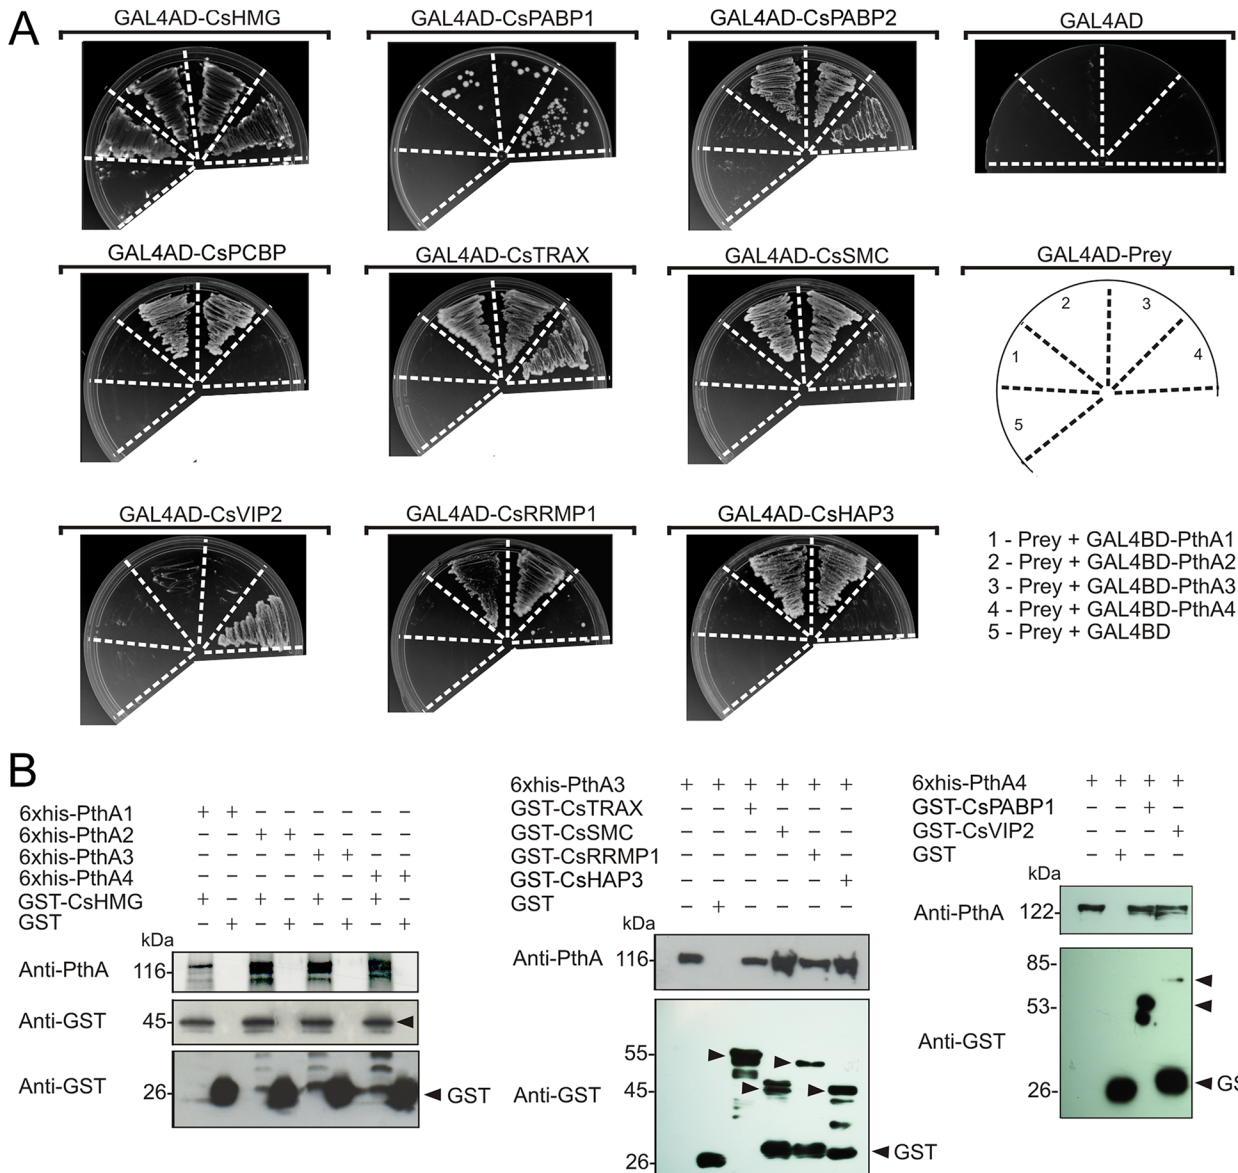 A
GAL4AD-CsHMG
GAL4AD-CsPABP1
GAL4AD-CsPABP2
GAL4AD
GAL4AD-CsPCBP
GAL4AD-CsTRAX
GAL4AD-CsSMC
GAL4AD-Prey
1
2
3
4
5
GAL4AD-CsVIP2
GAL4AD-CsRRMP1
GAL4AD-CsHAP3
1 - Prey + GAL4BD-PthA1
2 - Prey + GAL4BD-PthA2
3 - Prey + GAL4BD-PthA3
4 - Prey + GAL4BD-PthA4
5 - Prey + GAL4BD
B
6xhis-PthA1 + + − − − − − −
6xhis-PthA2 − − + + − − − −
6xhis-PthA3 − − − − + + − −
6xhis-PthA4 − − − − − − + +
GST-CsHMG + − + − + − + −
GST − + − + − + − +
kDa
Anti-PthA 116-
Anti-GST 45-
Anti-GST 26- GST
6xhis-PthA3 + + + + + +
GST-CsTRAX − − + − − −
GST-CsSMC − − − + − −
GST-CsRRMP1 − − − − + −
GST-CsHAP3 − − − − − +
GST − + − − − −
kDa
Anti-PthA 116-
55-
45-
Anti-GST
26- GST
6xhis-PthA4 + + + +
GST-CsPABP1 − − + −
GST-CsVIP2 − − − +
GST − + − −
kDa
Anti-PthA 122-
85-
53-
Anti-GST
26- GS